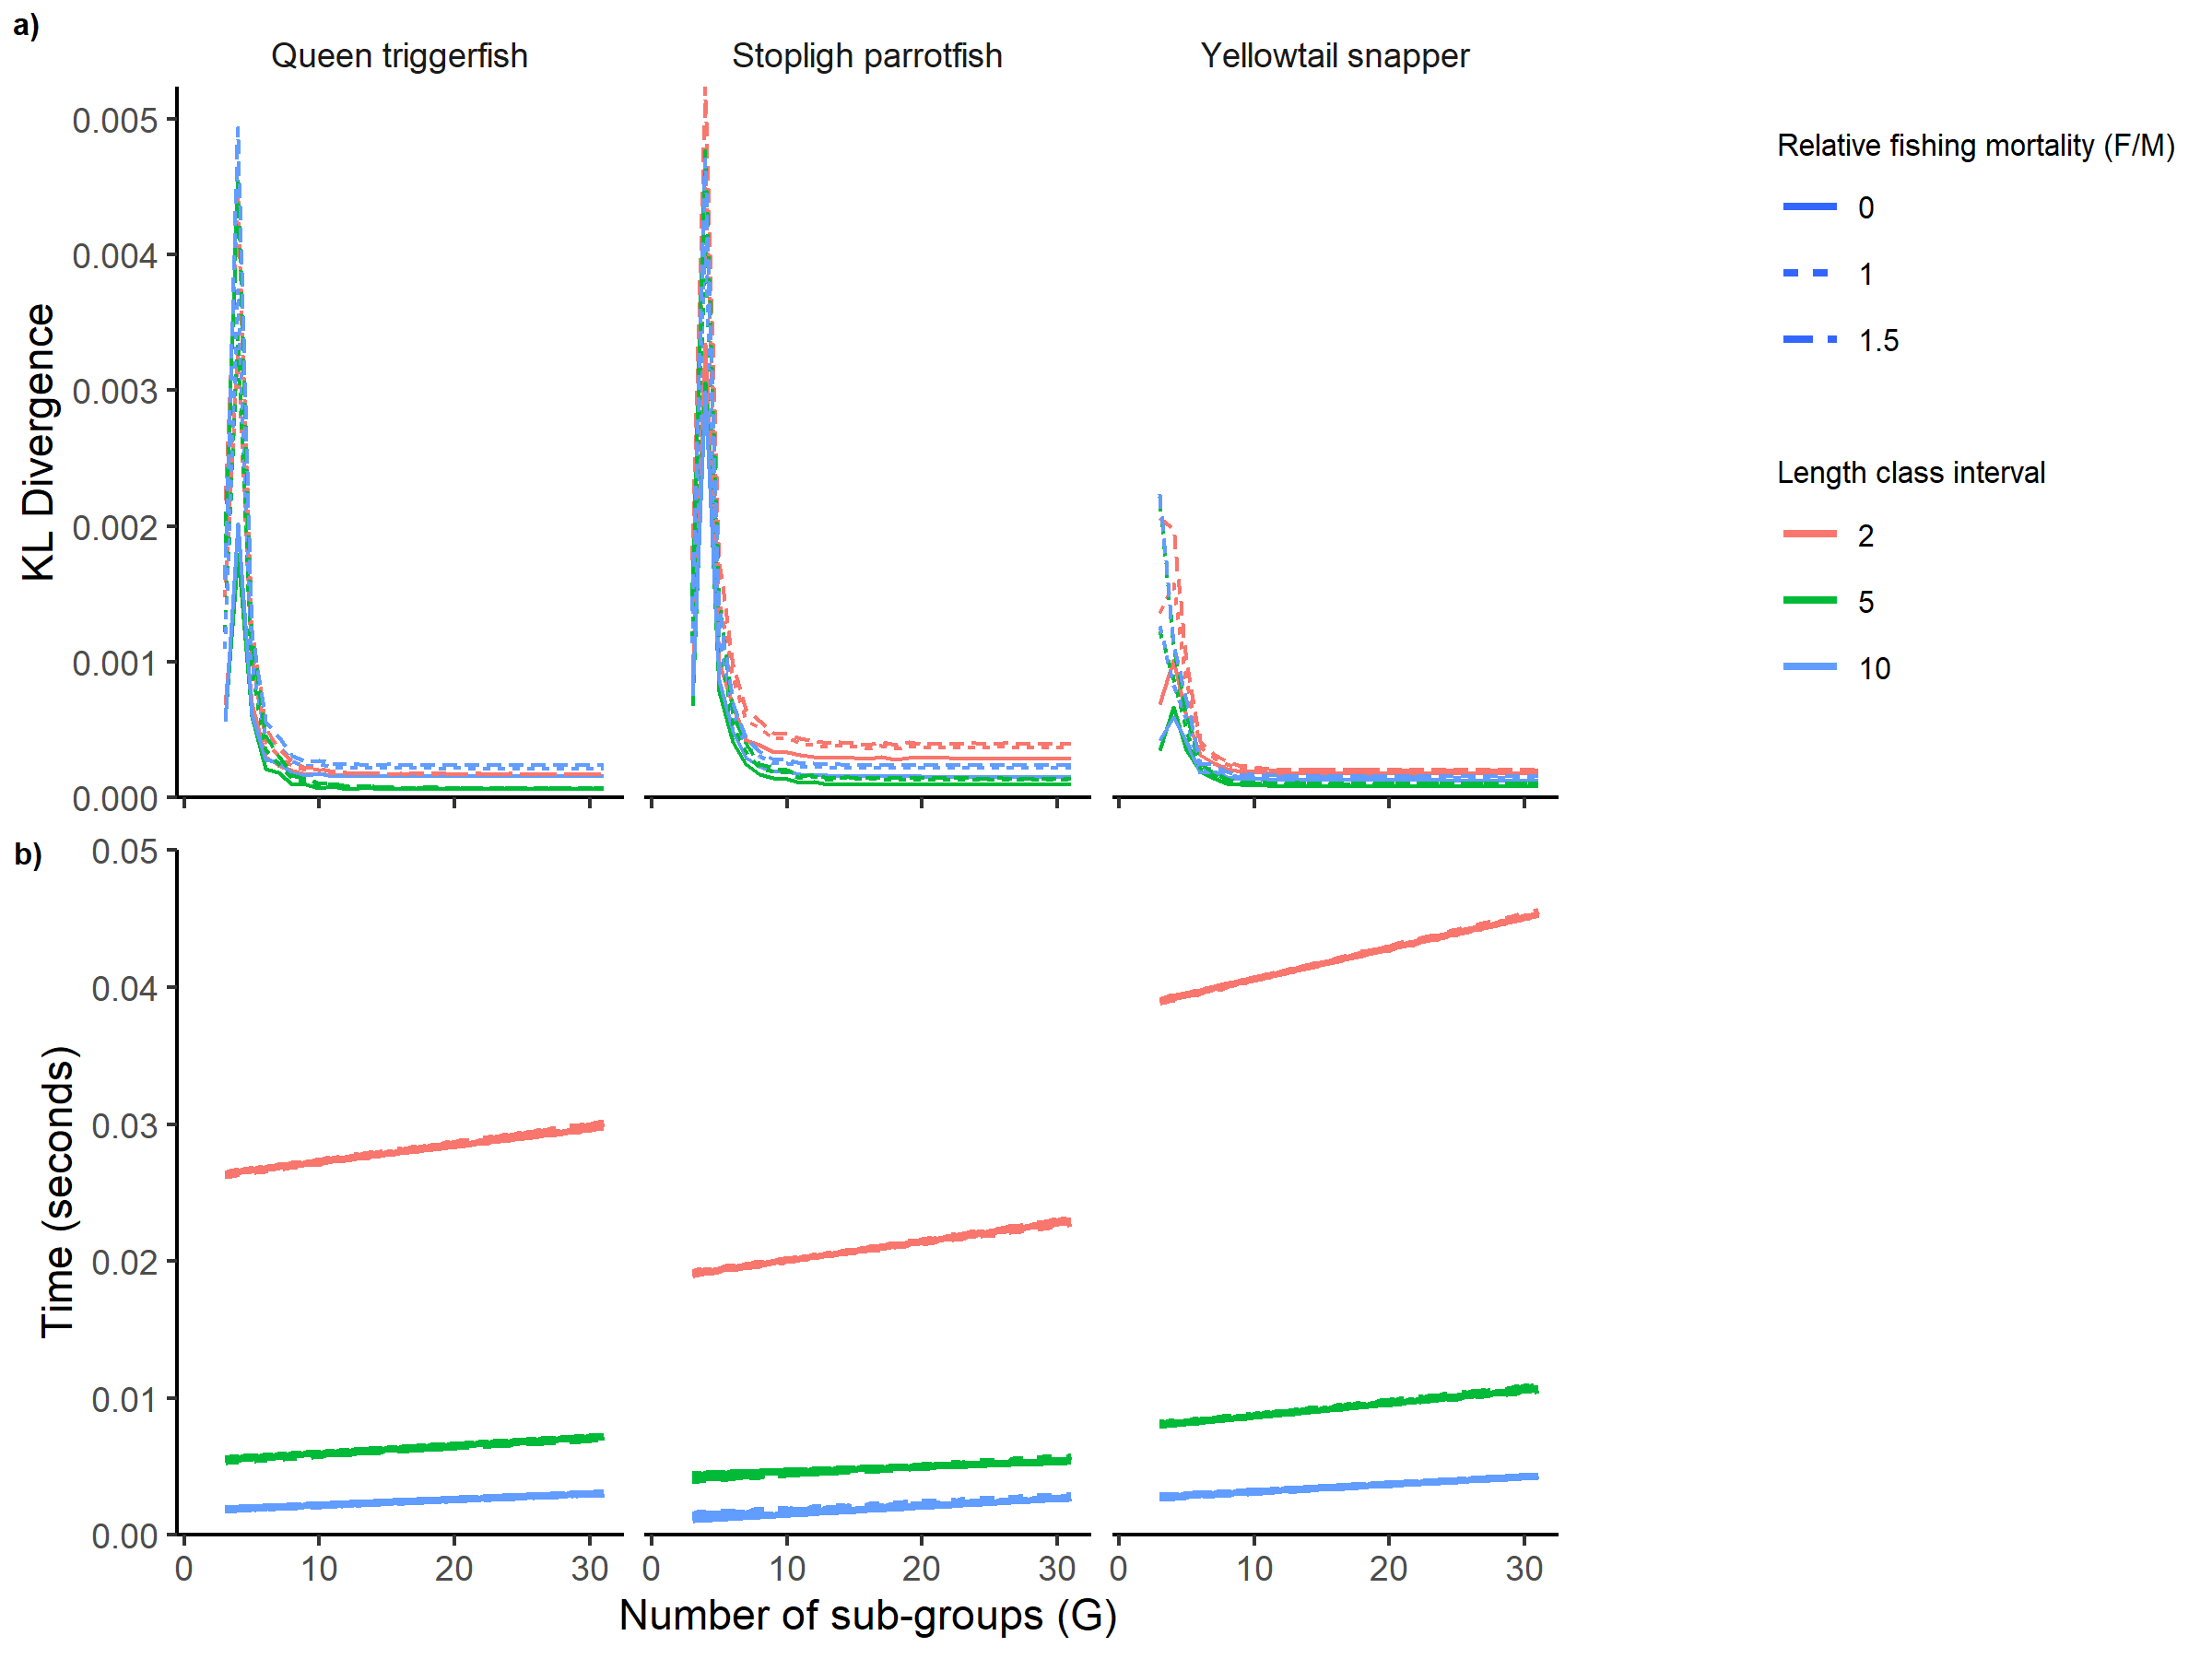 a)
Queen triggerfish
Stopligh parrotfish
Yellowtail snapper
KL Divergence
0.005
0.004
0.003
0.002
0.001
0.000
Relative fishing mortality (F/M)
0
1
1.5
Length class interval
2
5
10
b)
Time (seconds)
0.05
0.04
0.03
0.02
0.01
0.00
0 10 20 30 0 10 20 30 0 10 20 30
Number of sub-groups (G)